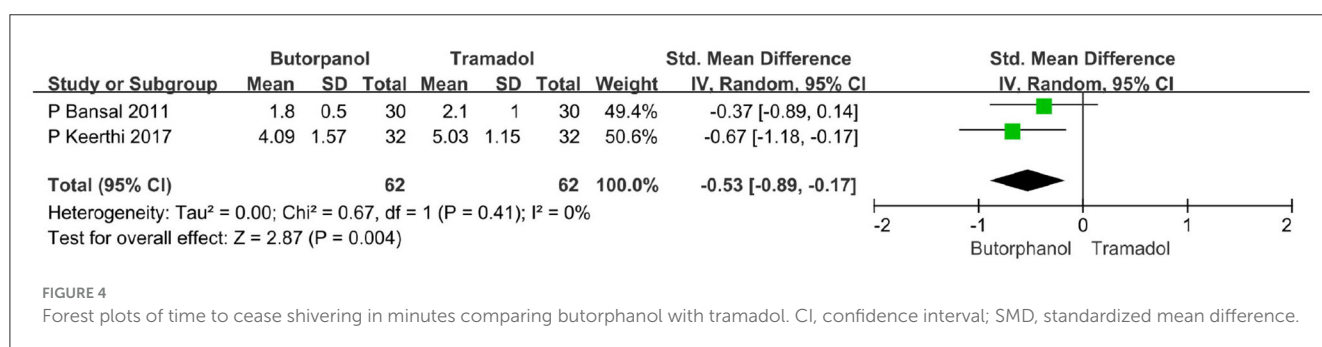 Butorpanol Tramadol Std. Mean Difference Std. Mean Difference
Study or Subgroup Mean SD Total Mean SD Total Weight IV, Random, 95% CI IV, Random, 95% CI
P Bansal 2011 1.8 0.5 30 2.1 1 30 49.4% -0.37 [-0.89, 0.14]
P Keerthi 2017 4.09 1.57 32 5.03 1.15 32 50.6% -0.67 [-1.18, -0.17]
Total (95% CI) 62 62 100.0% -0.53 [-0.89, -0.17]
Heterogeneity: Tau² = 0.00; Chi² = 0.67, df = 1 (P = 0.41); I² = 0%
Test for overall effect: Z = 2.87 (P = 0.004)
-2 -1 0 1 2
Butorphanol Tramadol
FIGURE 4
Forest plots of time to cease shivering in minutes comparing butorphanol with tramadol. CI, confidence interval; SMD, standardized mean difference.